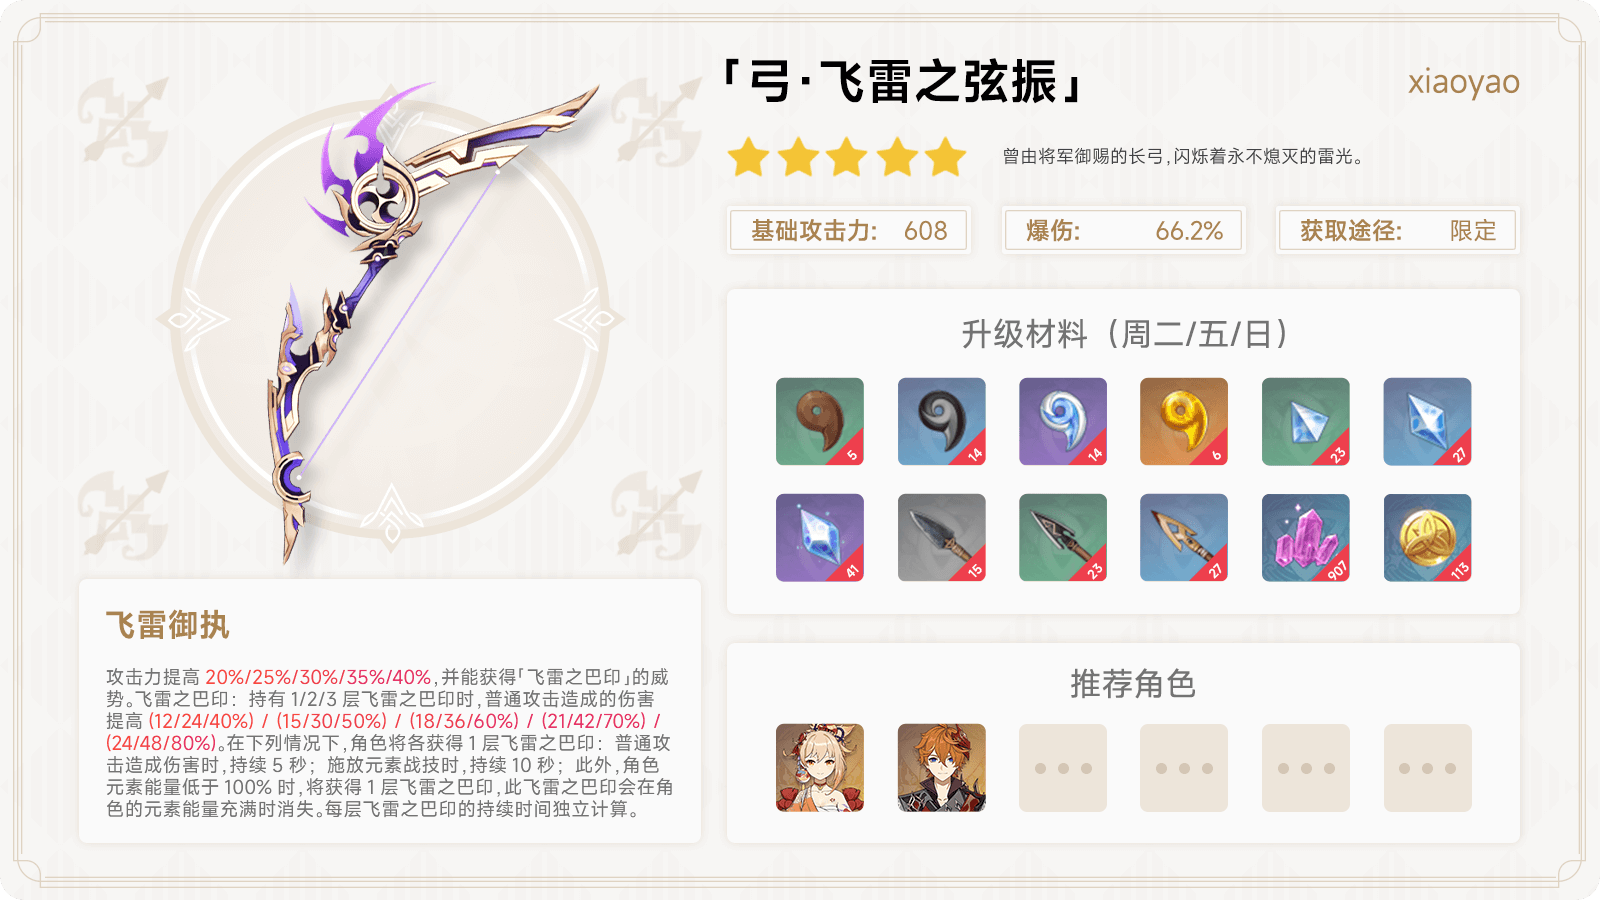 「弓·飞雷之弦振」
xiaoyao
曾由将军御赐的长弓,闪烁着永不熄灭的雷光。
基础攻击力: 608
爆伤: 66.2%
获取途径: 限定
升级材料（周二/五/日）
5 14 14 6 23 27
41 15 23 27 907 113
飞雷御执
攻击力提高 20%/25%/30%/35%/40%,并能获得「飞雷之巴印」的威
势。飞雷之巴印：持有 1/2/3 层飞雷之巴印时,普通攻击造成的伤害
提高 (12/24/40%) / (15/30/50%) / (18/36/60%) / (21/42/70%) /
(24/48/80%)。在下列情况下,角色将各获得 1 层飞雷之巴印：普通攻
击造成伤害时,持续 5 秒；施放元素战技时,持续 10 秒；此外,角色
元素能量低于 100% 时,将获得 1 层飞雷之巴印,此飞雷之巴印会在角
色的元素能量充满时消失。每层飞雷之巴印的持续时间独立计算。
推荐角色